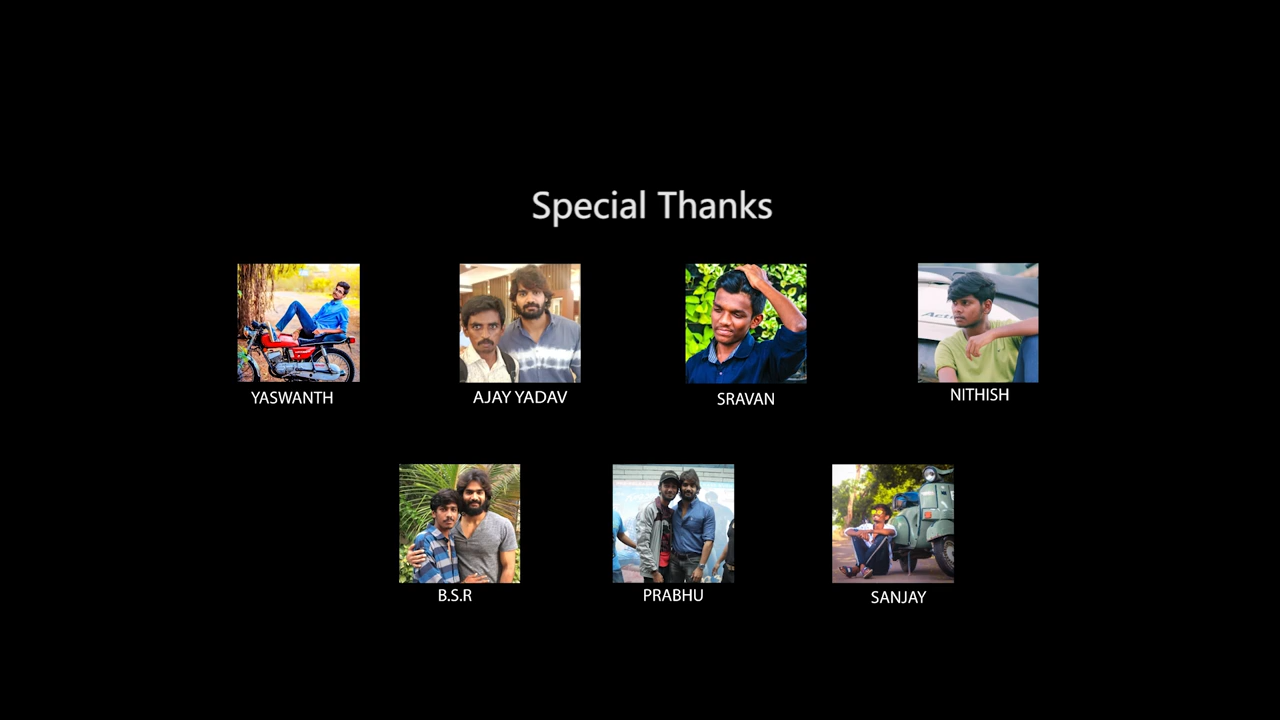 Special Thanks
YASWANTH
AJAY YADAV
SRAVAN
NITHISH
B.S.R
PRABHU
SANJAY